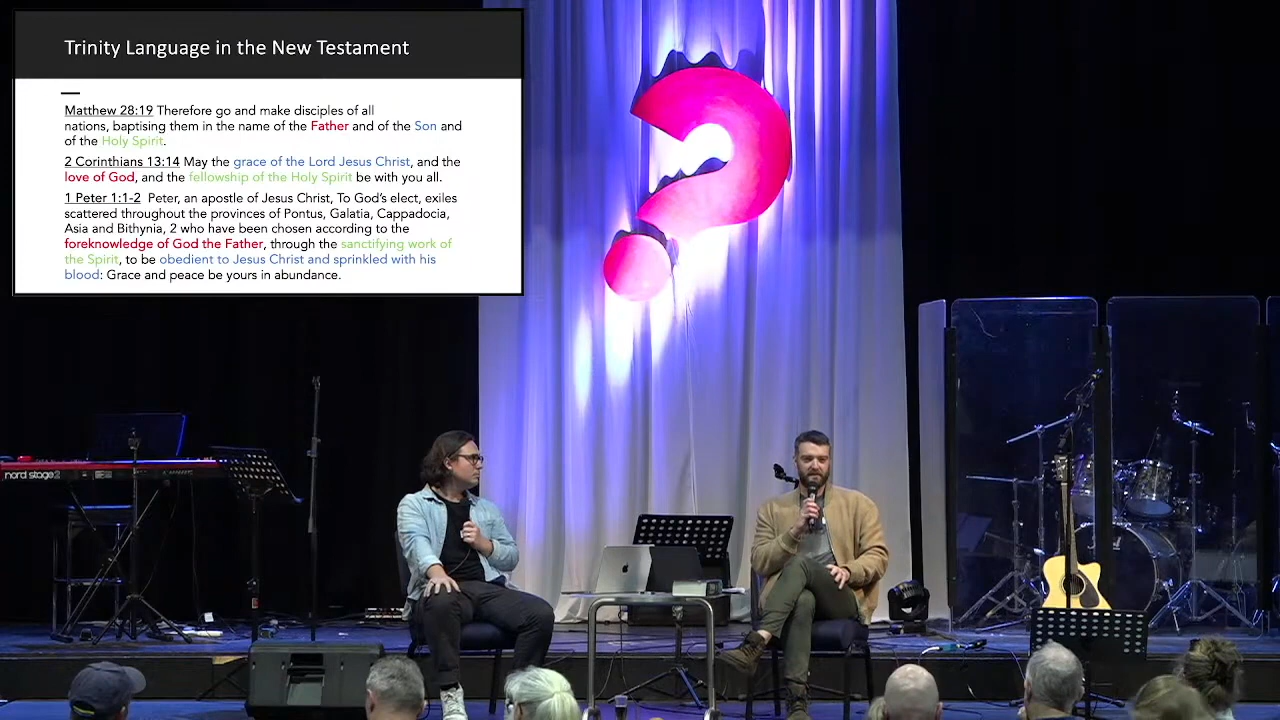 Trinity Language in the New Testament
Matthew 28:19 Therefore go and make disciples of all
nations, baptising them in the name of the Father and of the Son and
of the Holy Spirit.
2 Corinthians 13:14 May the grace of the Lord Jesus Christ, and the
love of God, and the fellowship of the Holy Spirit be with you all.
1 Peter 1:1-2 Peter, an apostle of Jesus Christ, To God's elect, exiles
scattered throughout the provinces of Pontus, Galatia, Cappadocia,
Asia and Bithynia, 2 who have been chosen according to the
foreknowledge of God the Father, through the sanctifying work of
the Spirit, to be obedient to Jesus Christ and sprinkled with his
blood: Grace and peace be yours in abundance.
?
nord stage 2